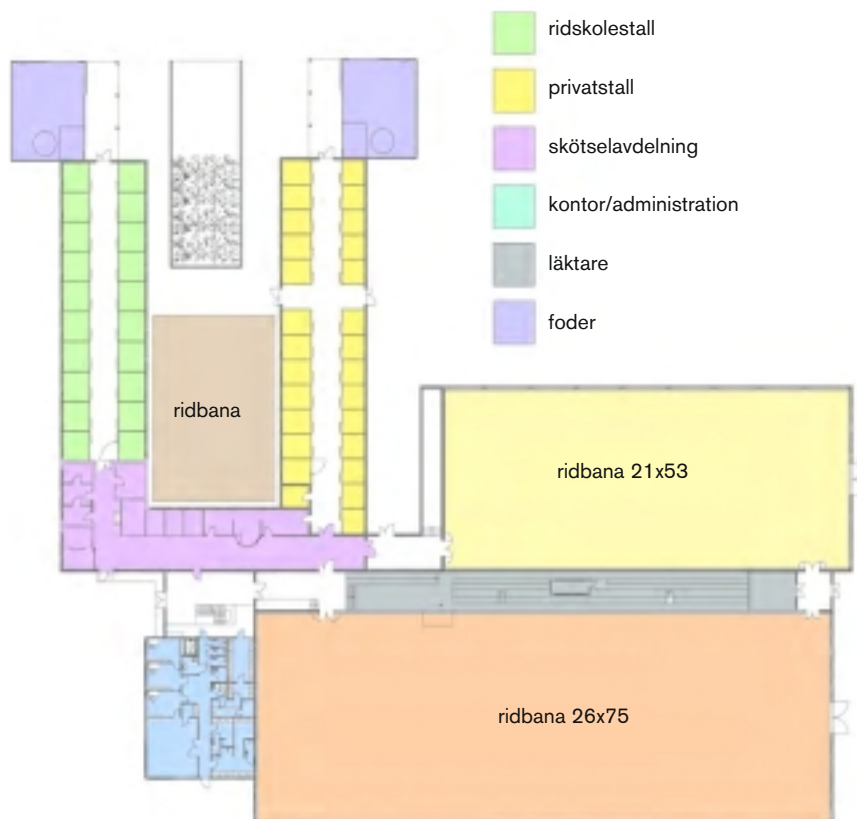 ridskolestall
privatstall
skötselavdelning
kontor/administration
läktare
foder
ridbana
ridbana 21x53
ridbana 26x75